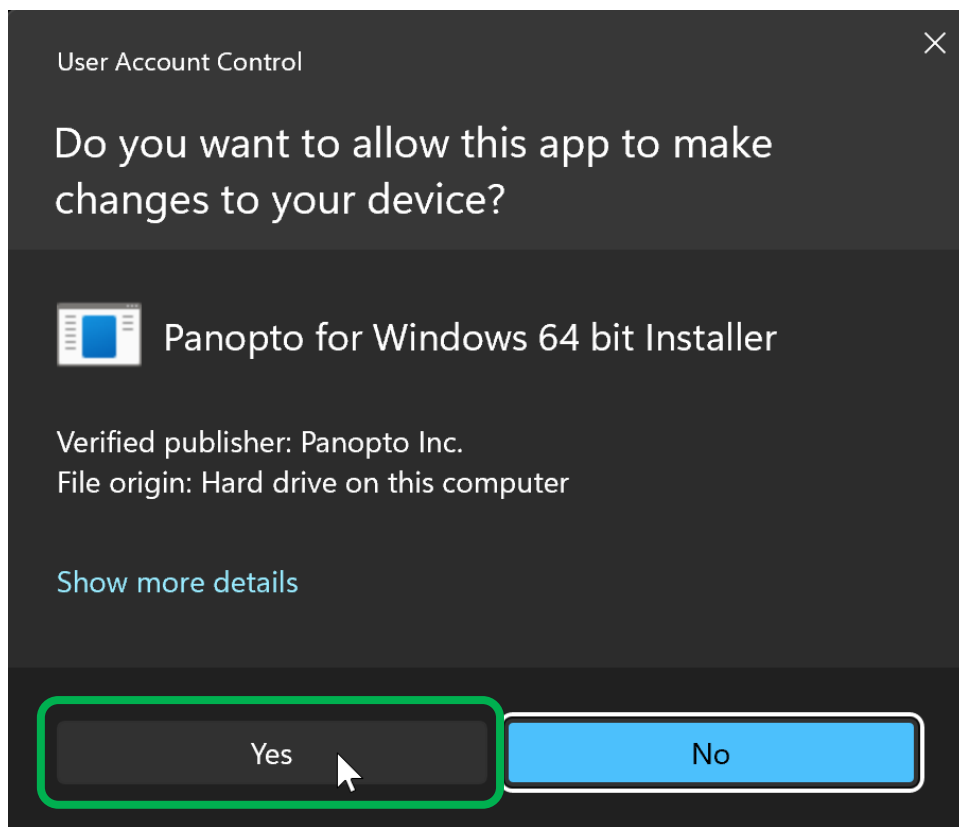 User Account Control
Do you want to allow this app to make
changes to your device?
Panopto for Windows 64 bit Installer
Verified publisher: Panopto Inc.
File origin: Hard drive on this computer
Show more details
Yes
No